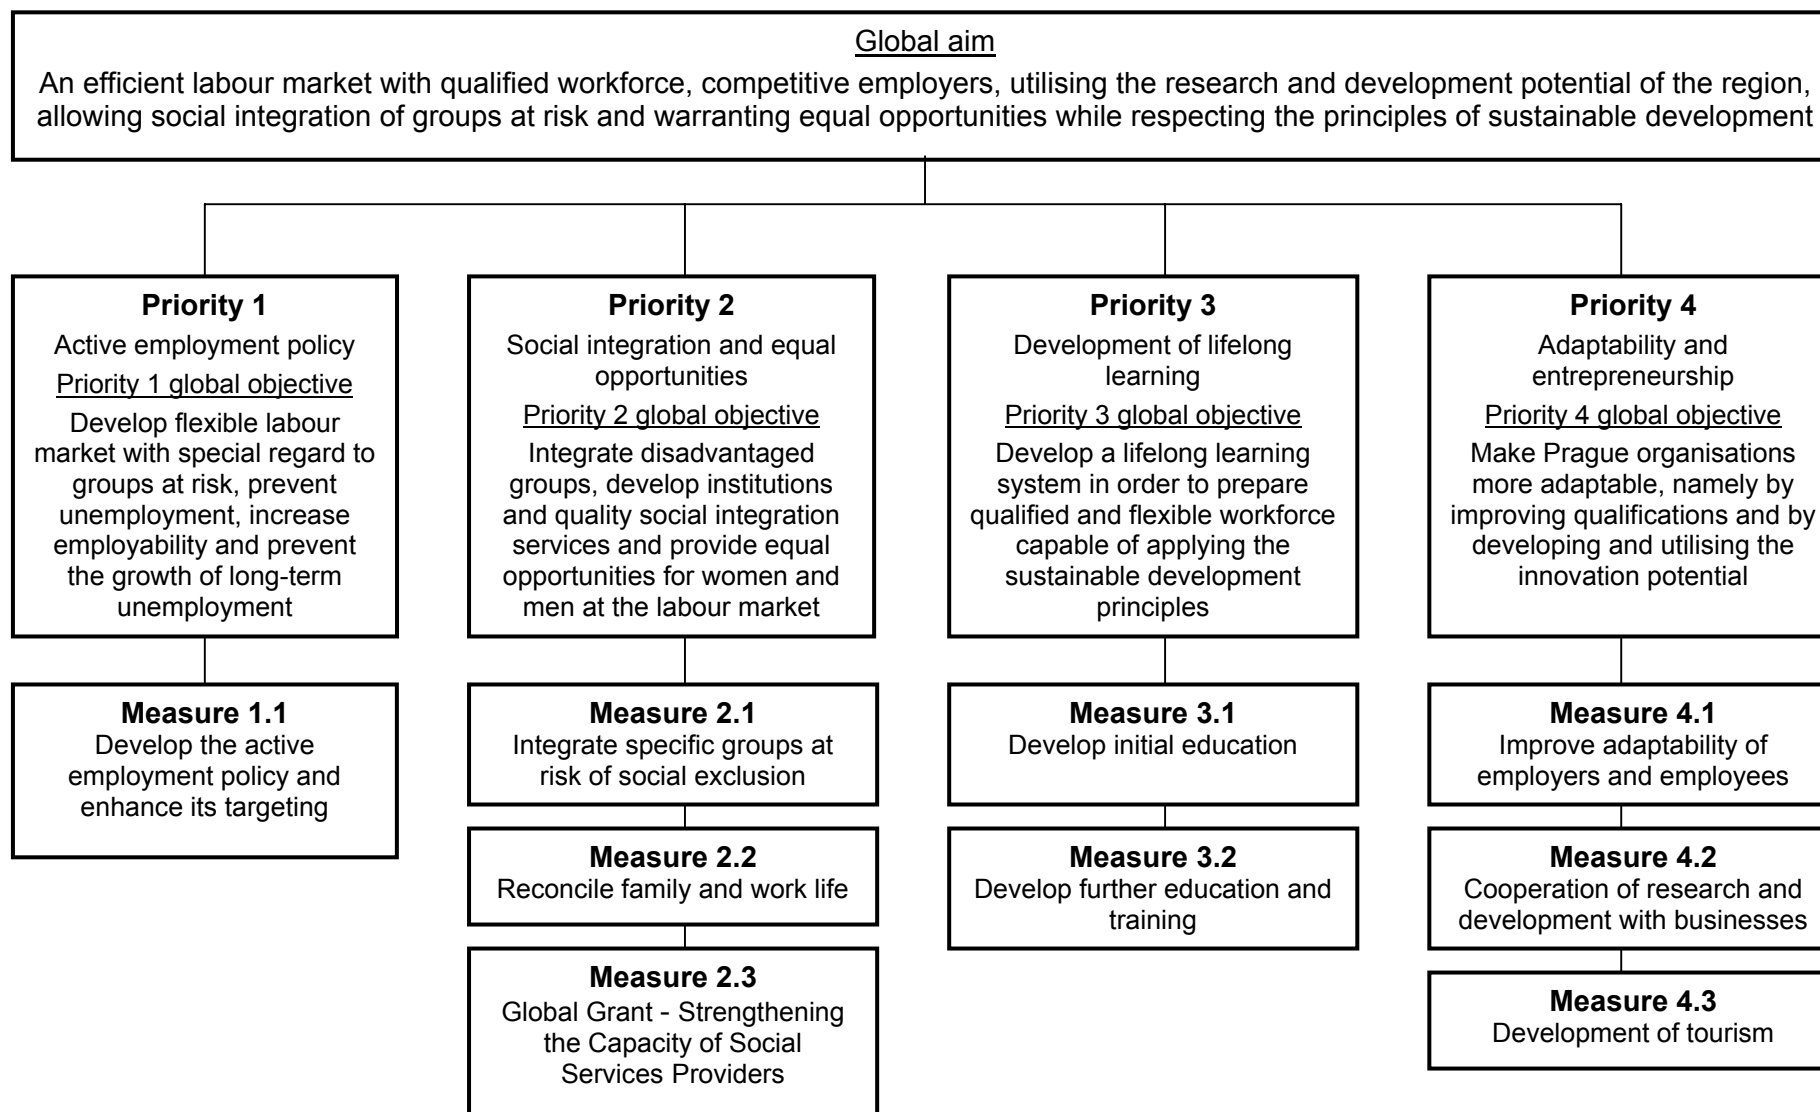 Global aim
An efficient labour market with qualified workforce, competitive employers, utilising the research and development potential of the region,
allowing social integration of groups at risk and warranting equal opportunities while respecting the principles of sustainable development
Priority 1
Active employment policy
Priority 1 global objective
Develop flexible labour
market with special regard to
groups at risk, prevent
unemployment, increase
employability and prevent
the growth of long-term
unemployment
Priority 2
Social integration and equal
opportunities
Priority 2 global objective
Integrate disadvantaged
groups, develop institutions
and quality social integration
services and provide equal
opportunities for women and
men at the labour market
Priority 3
Development of lifelong
learning
Priority 3 global objective
Develop a lifelong learning
system in order to prepare
qualified and flexible workforce
capable of applying the
sustainable development
principles
Priority 4
Adaptability and
entrepreneurship
Priority 4 global objective
Make Prague organisations
more adaptable, namely by
improving qualifications and by
developing and utilising the
innovation potential
Measure 1.1
Develop the active
employment policy and
enhance its targeting
Measure 2.1
Integrate specific groups at
risk of social exclusion
Measure 2.2
Reconcile family and work life
Measure 2.3
Global Grant - Strengthening
the Capacity of Social
Services Providers
Measure 3.1
Develop initial education
Measure 3.2
Develop further education and
training
Measure 4.1
Improve adaptability of
employers and employees
Measure 4.2
Cooperation of research and
development with businesses
Measure 4.3
Development of tourism